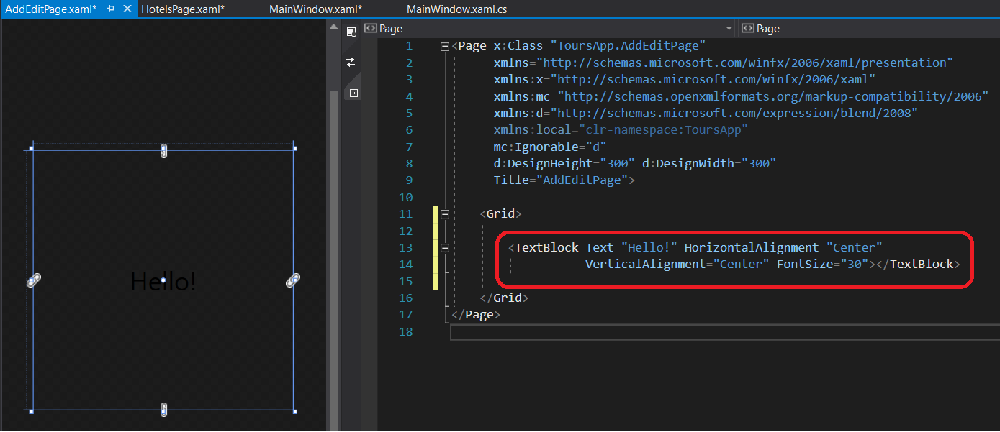 AddEditPage.xaml* HotelsPage.xaml* MainWindow.xaml* MainWindow.xaml.cs
Page Page
Hello!
1 <Page x:Class="ToursApp.AddEditPage"
2 xmlns="http://schemas.microsoft.com/winfx/2006/xaml/presentation"
3 xmlns:x="http://schemas.microsoft.com/winfx/2006/xaml"
4 xmlns:mc="http://schemas.openxmlformats.org/markup-compatibility/2006"
5 xmlns:d="http://schemas.microsoft.com/expression/blend/2008"
6 xmlns:local="clr-namespace:ToursApp"
7 mc:Ignorable="d"
8 d:DesignHeight="300" d:DesignWidth="300"
9 Title="AddEditPage">
10
11 <Grid>
12
13 <TextBlock Text="Hello!" HorizontalAlignment="Center"
14 VerticalAlignment="Center" FontSize="30"></TextBlock>
15
16 </Grid>
17 </Page>
18